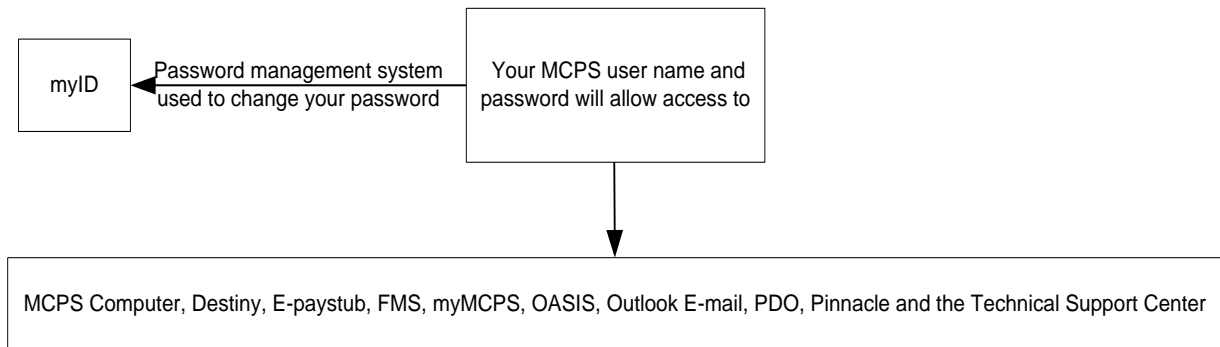 myID
Password management system
used to change your password
Your MCPS user name and
password will allow access to
MCPS Computer, Destiny, E-paystub, FMS, myMCPS, OASIS, Outlook E-mail, PDO, Pinnacle and the Technical Support Center